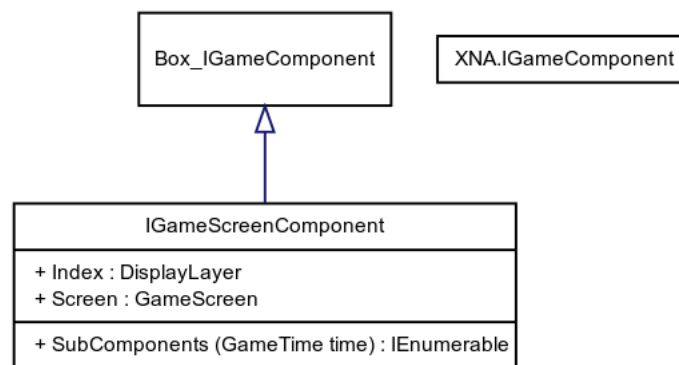 Box_IGameComponent
XNA.IGameComponent
IGameScreenComponent
+ Index : DisplayLayer
+ Screen : GameScreen
+ SubComponents (GameTime time) : IEnumerable